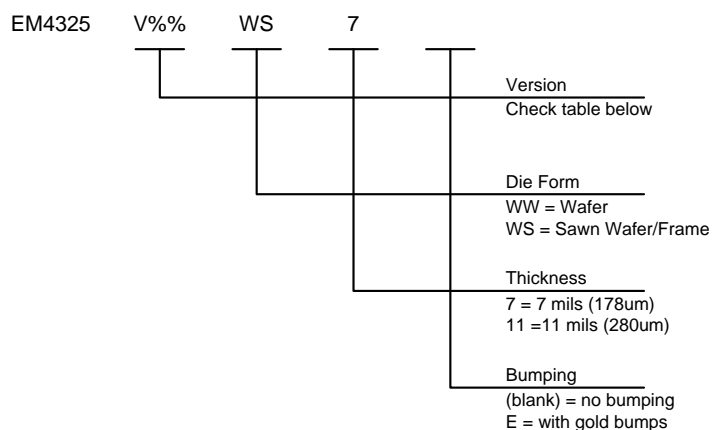 EM4325 V%% WS 7
Version
Check table below
Die Form
WW = Wafer
WS = Sawn Wafer/Frame
Thickness
7 = 7 mils (178um)
11 =11 mils (280um)
Bumping
(blank) = no bumping
E = with gold bumps